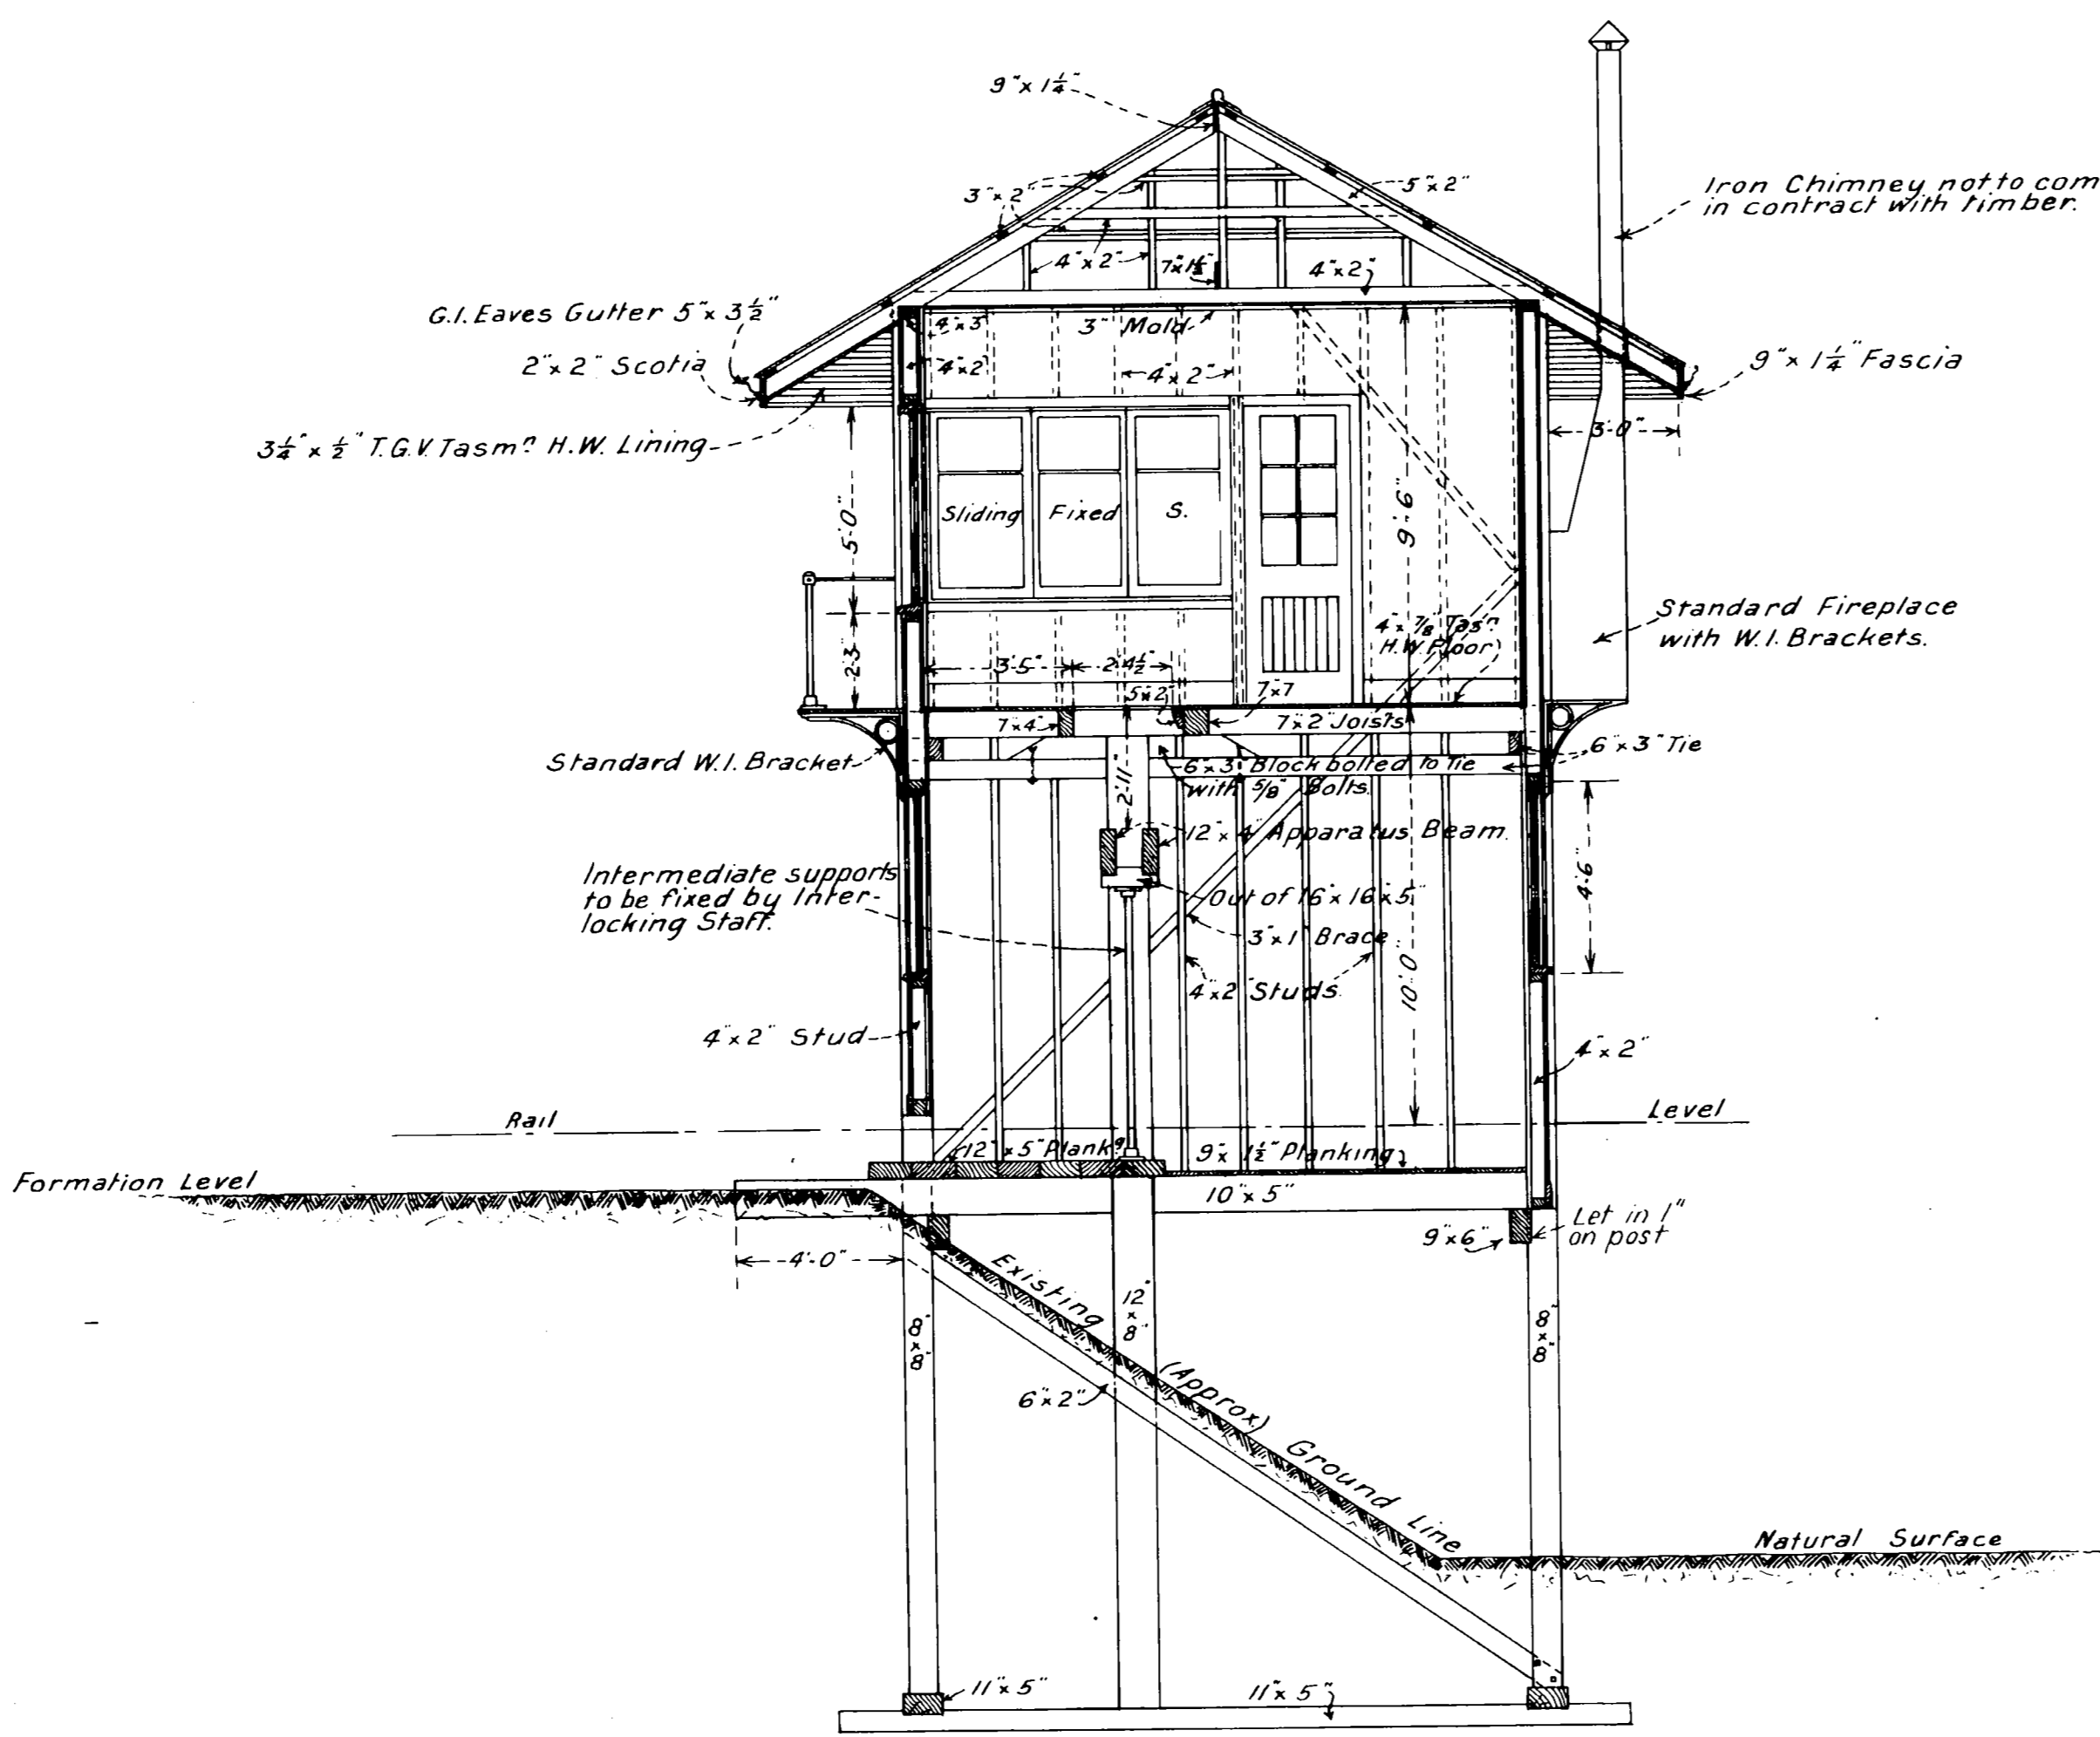 9" x 1¼"
3" x 2"
5" x 2"
Iron Chimney not to com
in contract with timber.
4" x 2"
4" x 2"
G.I. Eaves Gutter 5" x 3½"
4" x 3"
3" Mold
2" x 2" Scotia
4" x 2"
4" x 2"
9" x 1¼" Fascia
3¼" x ½" T.G.V. Tasmn. H.W. Lining
3'-0"
5'-0"
9'-6"
Sliding
Fixed
S.
Standard Fireplace
with W.I. Brackets.
4" x 7/8" Tasn.
H.W. Floor
2'3"
3'-5"
2'-4½"
5" x 2"
7" x 7"
7" x 4"
7" x 2" Joists
6" x 3" Tie
Standard W.I. Bracket
6" x 3" Block bolted to Tie
with 5/8" Bolts.
2'-11"
12" x 4" Apparatus Beam.
4'-6"
Intermediate supports
to be fixed by Inter-
locking Staff.
Out of 16" x 16" x 5"
3" x 1" Brace
4" x 2" Studs.
10'-0"
4" x 2" Stud
4" x 2"
Rail
Level
12" x 5" Plankg
9" x 1½" Planking
Formation Level
10" x 5"
Let in 1"
on post
9" x 6"
4'-0"
Existing (Approx) Ground Line
8" x 8"
12" x 8"
8" x 8"
6" x 2"
Natural Surface
11" x 5"
11" x 5"